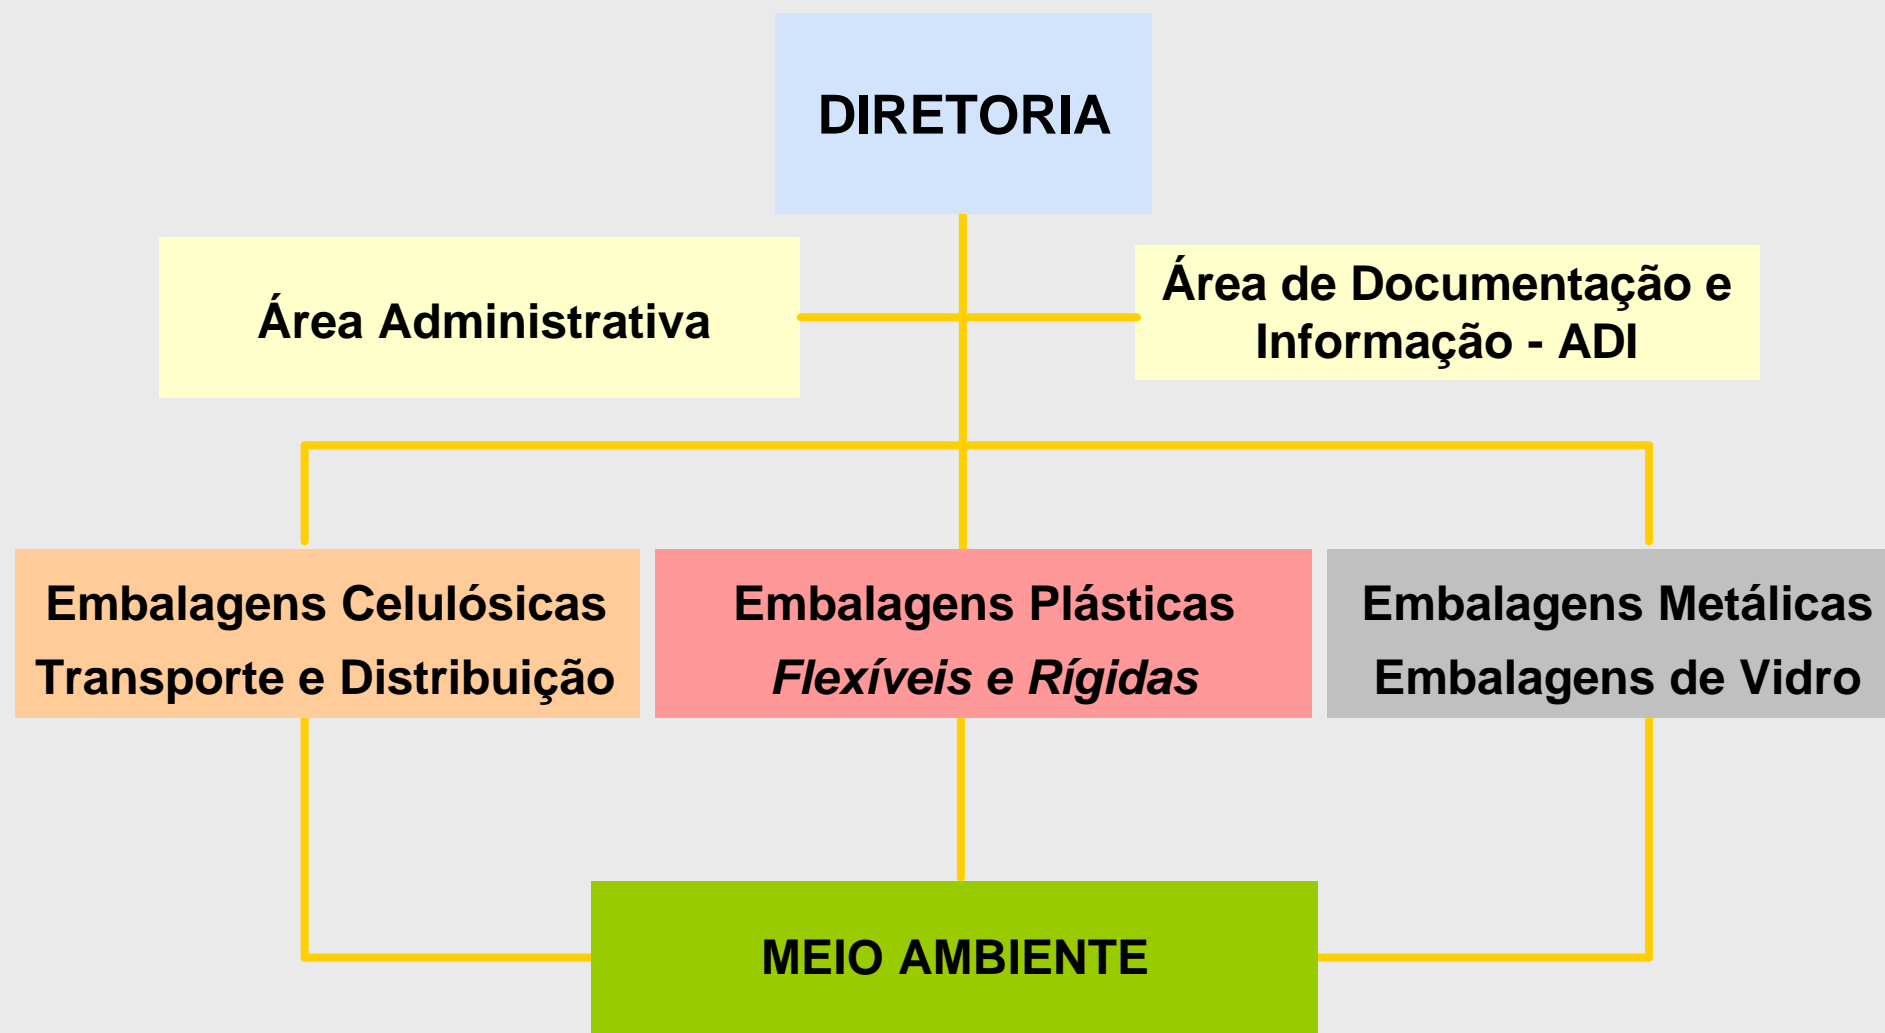 DIRETORIA
Área Administrativa
Área de Documentação e
Informação - ADI
Embalagens Celulósicas
Transporte e Distribuição
Embalagens Plásticas
Flexíveis e Rígidas
Embalagens Metálicas
Embalagens de Vidro
MEIO AMBIENTE